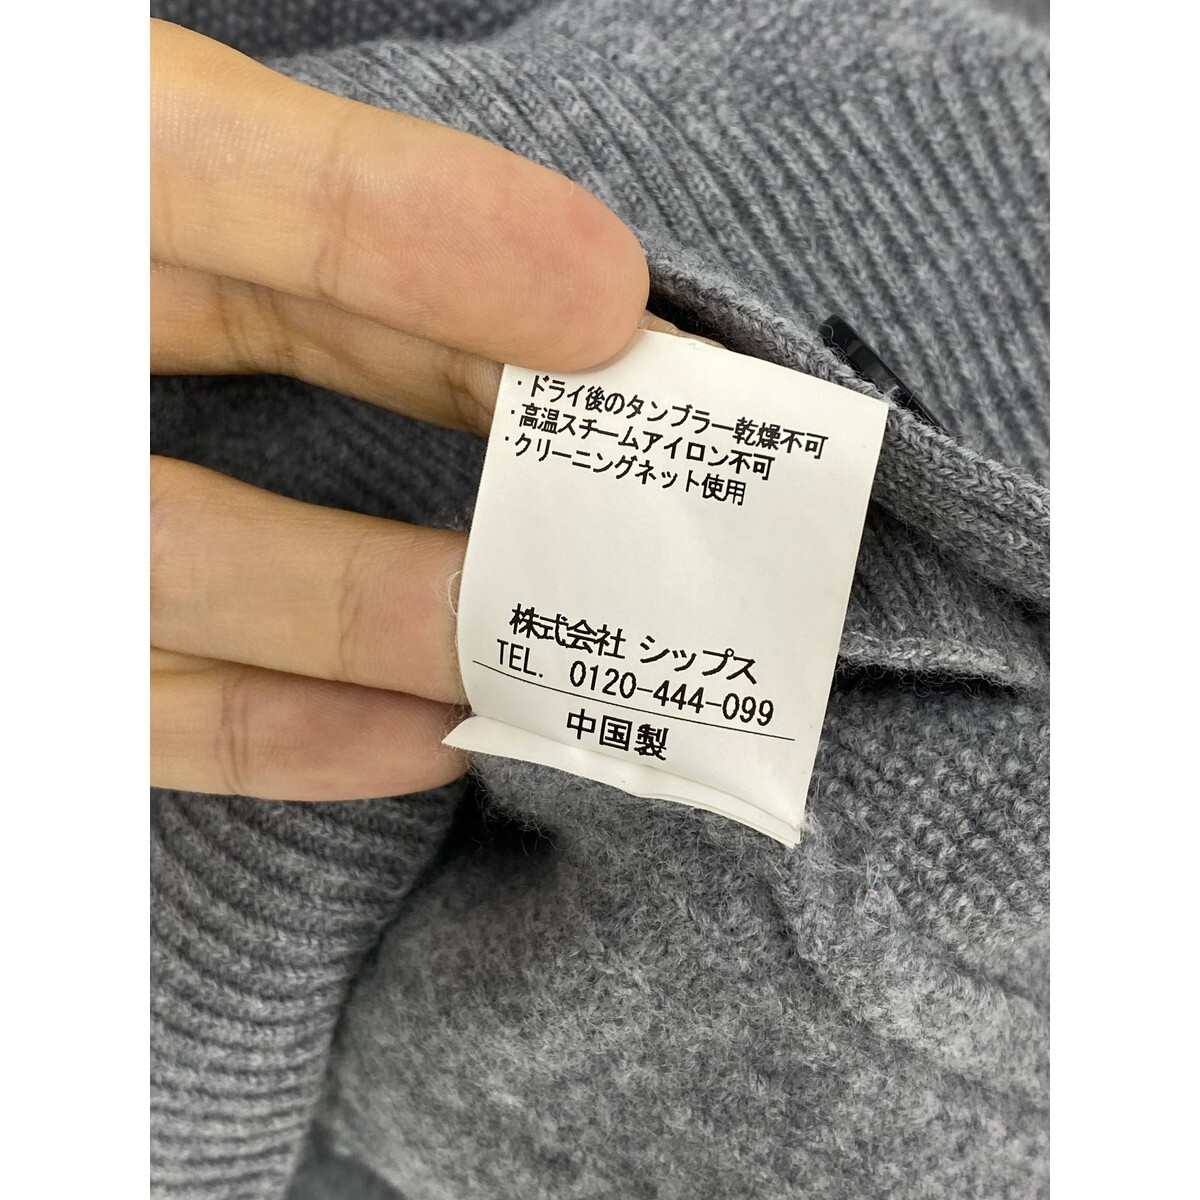 ・ドライ後のタンブラー乾燥不可
・高温スチームアイロン不可
・クリーニングネット使用
株式会社 シップス
TEL. 0120-444-099
中国製